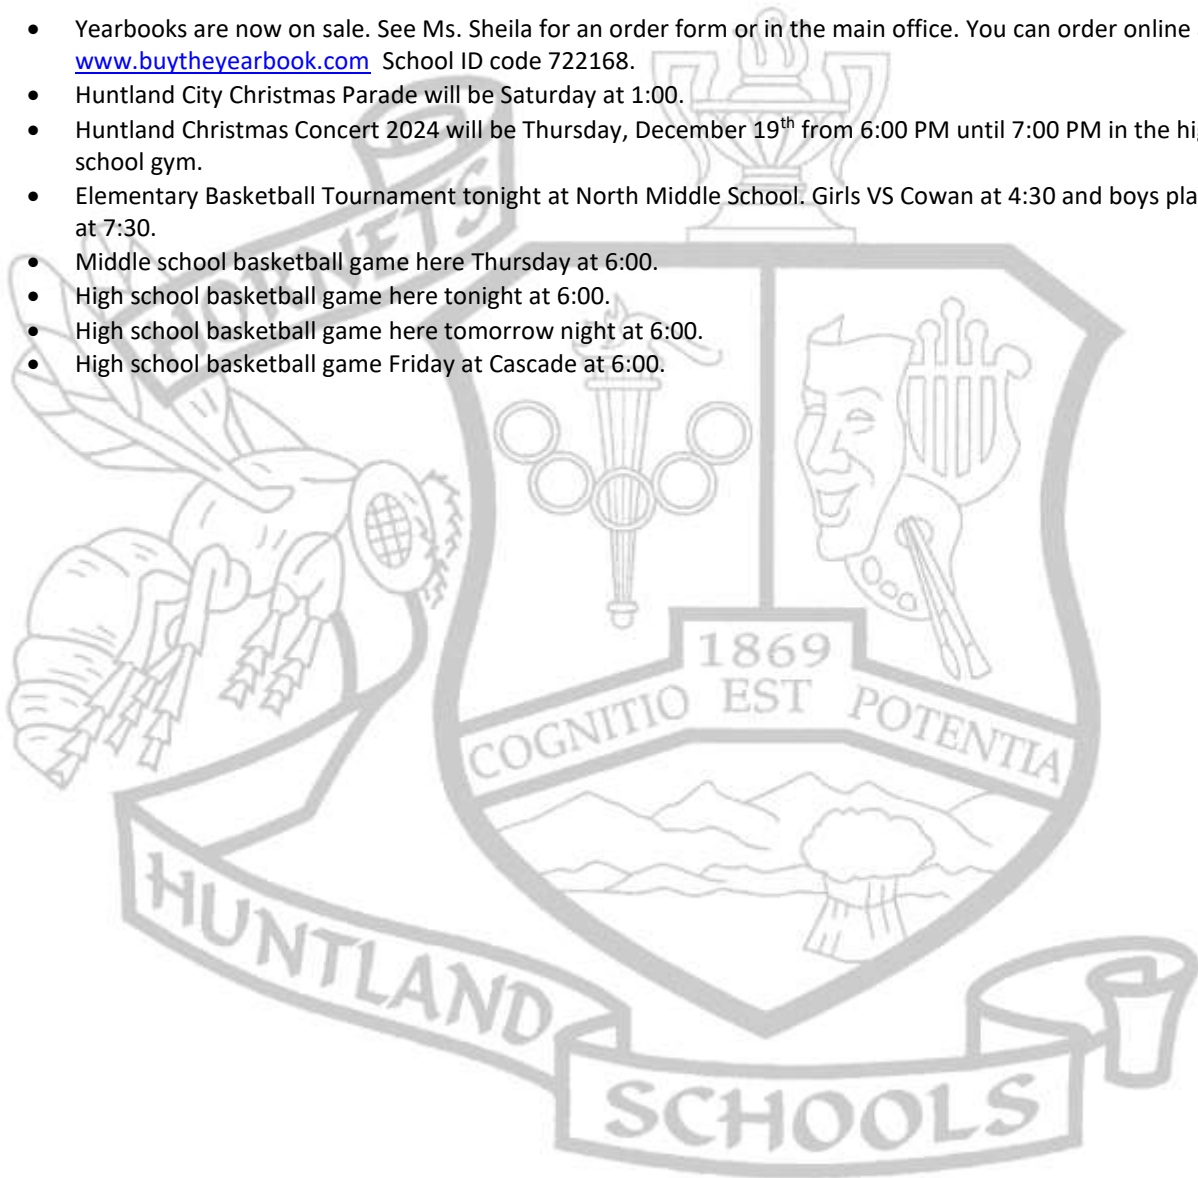 • Yearbooks are now on sale. See Ms. Sheila for an order form or in the main office. You can order online
www.buytheyearbook.com School ID code 722168.
• Huntland City Christmas Parade will be Saturday at 1:00.
• Huntland Christmas Concert 2024 will be Thursday, December 19th from 6:00 PM until 7:00 PM in the
school gym.
• Elementary Basketball Tournament tonight at North Middle School. Girls VS Cowan at 4:30 and boys
at 7:30.
• Middle school basketball game here Thursday at 6:00.
• High school basketball game here tonight at 6:00.
• High school basketball game here tomorrow night at 6:00.
• High school basketball game Friday at Cascade at 6:00.
HORNETS
1869
COGNITIO EST POTENTIA
HUNTLAND
SCHOOLS